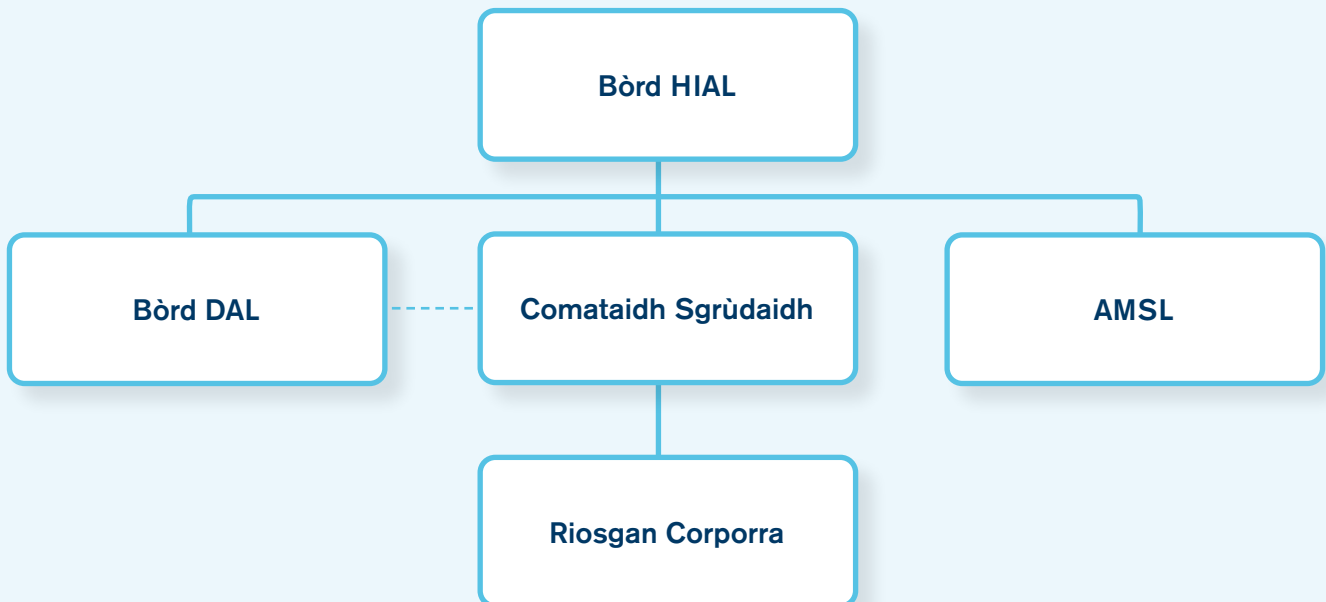 Bòrd HIAL
Bòrd DAL
Comataidh Sgrùdaidh
AMSL
Riosgan Corporra